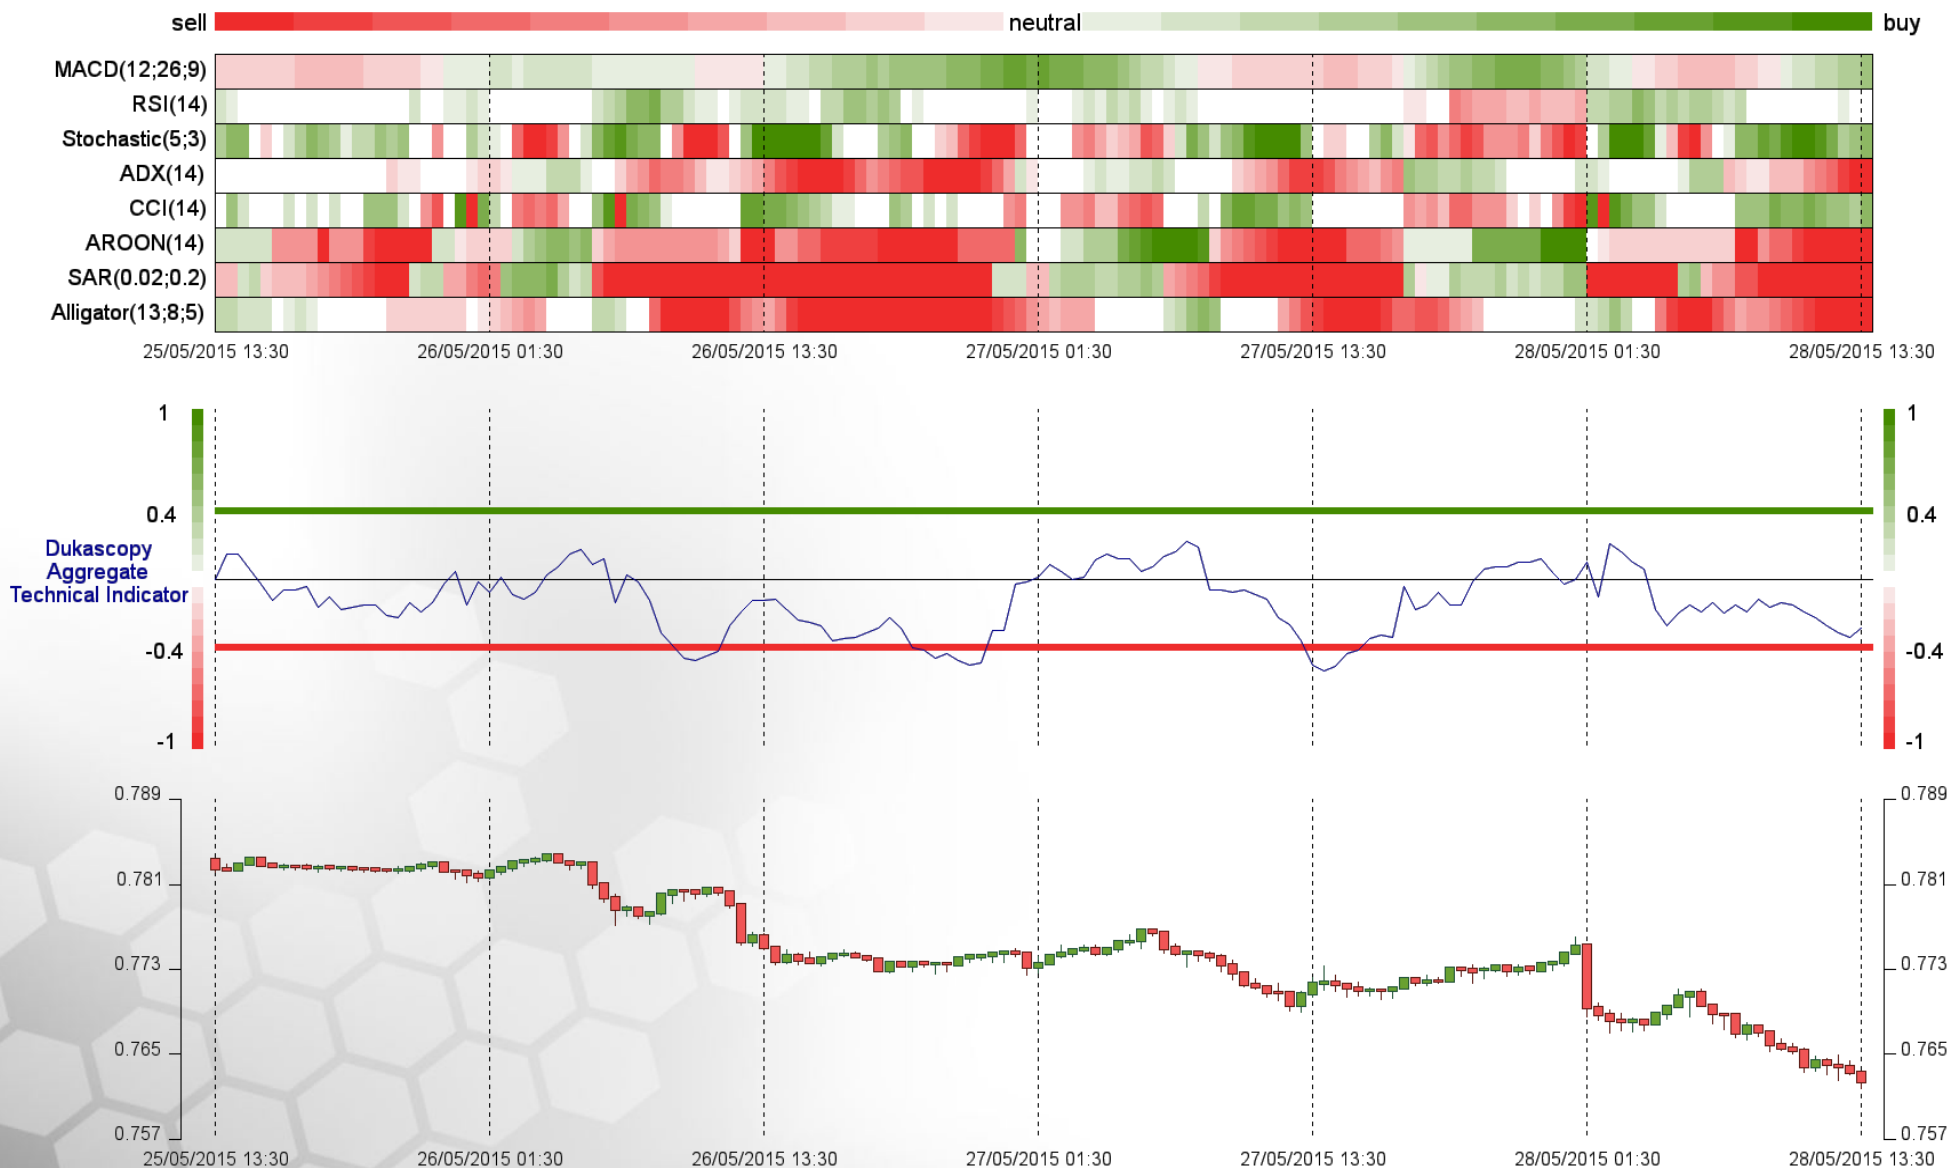 sell neutral buy
MACD(12;26;9)
RSI(14)
Stochastic(5;3)
ADX(14)
CCI(14)
AROON(14)
SAR(0.02;0.2)
Alligator(13;8;5)
25/05/2015 13:30 26/05/2015 01:30 26/05/2015 13:30 27/05/2015 01:30 27/05/2015 13:30 28/05/2015 01:30 28/05/2015 13:30
1 1
0.4 0.4
Dukascopy
Aggregate
Technical Indicator
-0.4 -0.4
-1 -1
0.789 0.789
0.781 0.781
0.773 0.773
0.765 0.765
0.757 0.757
25/05/2015 13:30 26/05/2015 01:30 26/05/2015 13:30 27/05/2015 01:30 27/05/2015 13:30 28/05/2015 01:30 28/05/2015 13:30